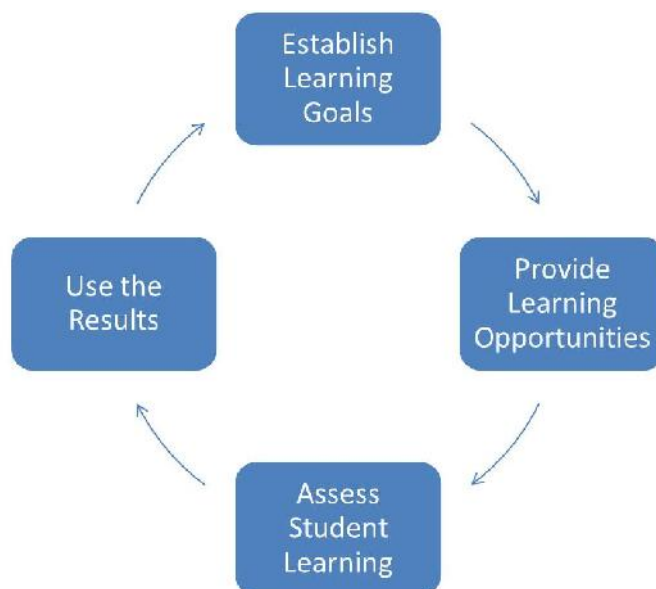 Establish
Learning
Goals
Provide
Learning
Opportunities
Assess
Student
Learning
Use the
Results